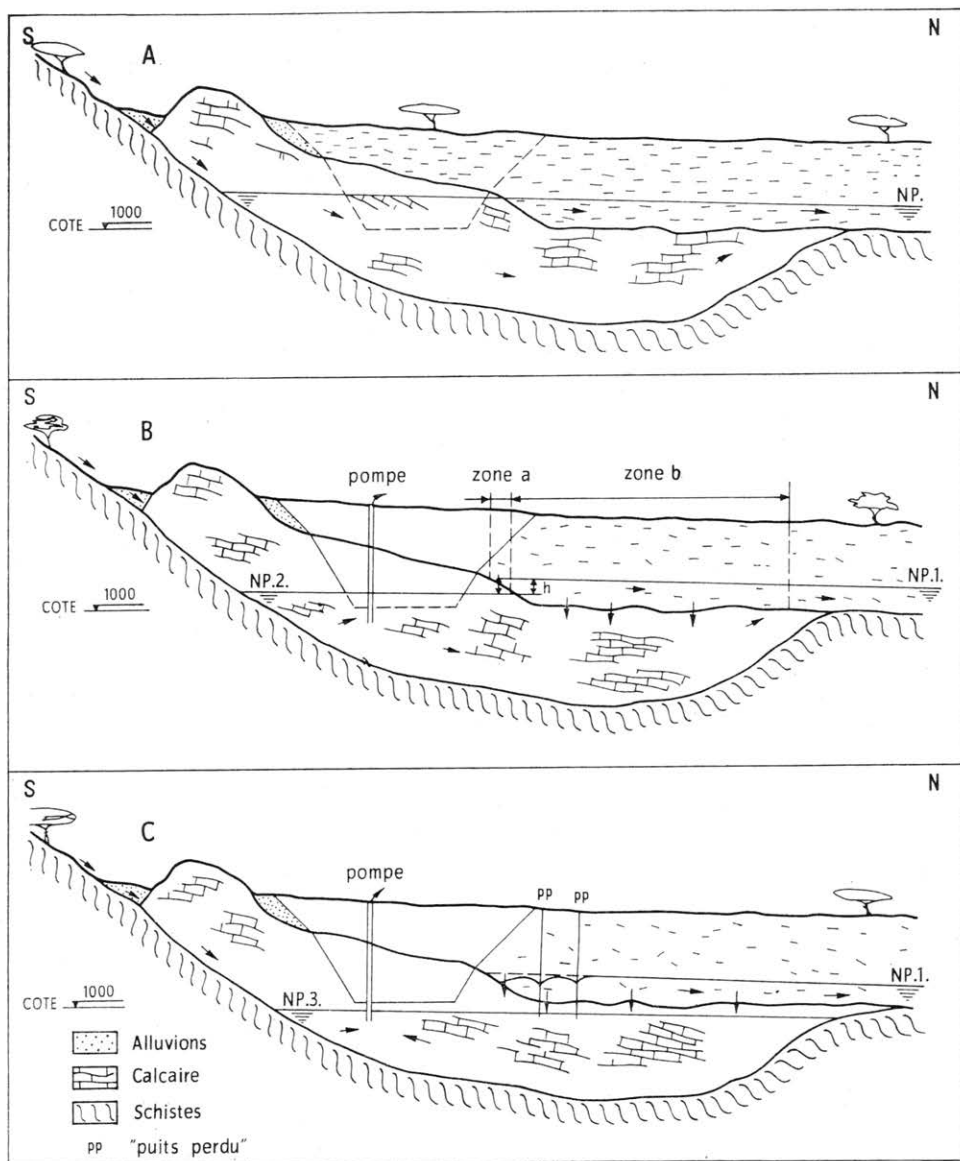 S N
A
NP.
COTE 1000
S N
B
pompe zone a zone b
NP.2. h NP.1.
COTE 1000
S N
C
pompe pp pp
NP.1.
COTE 1000 NP.3.
Alluvions
Calcaire
Schistes
PP "puits perdu"